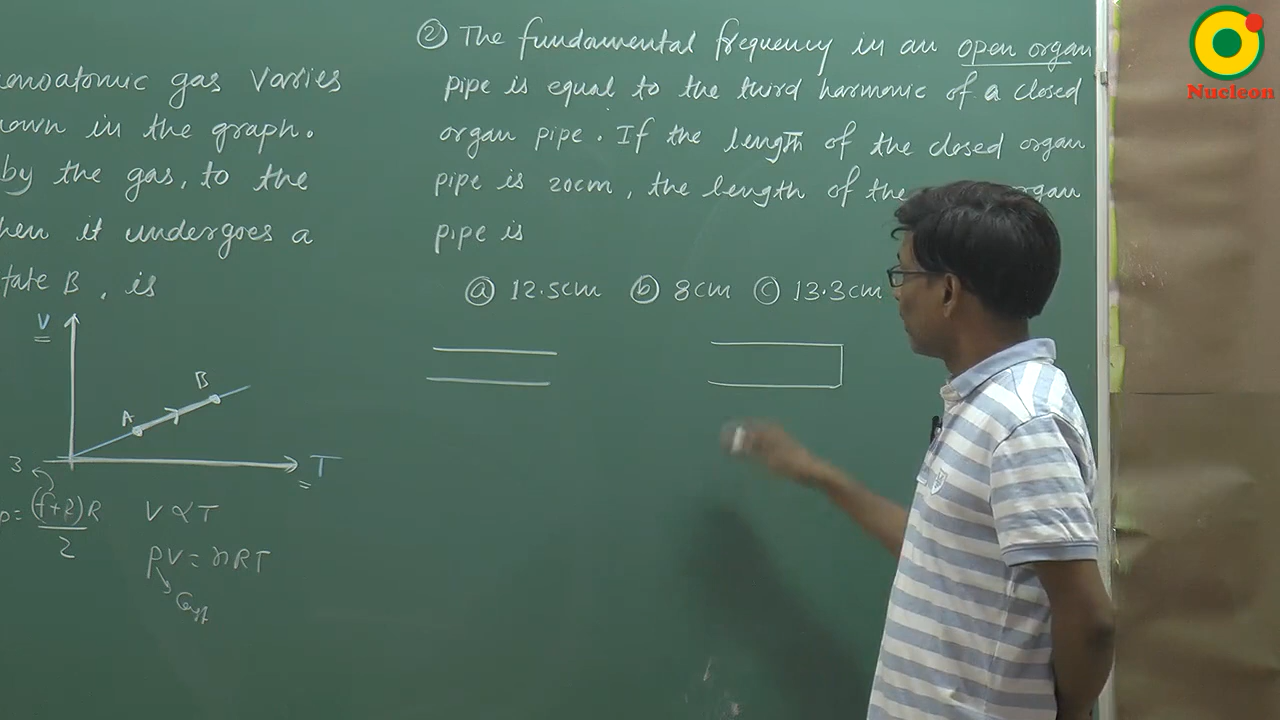 monoatomic gas varies
own in the graph.
by the gas, to the
hen it undergoes a
tate B, is
V
A
B
T
3
p = (f+2)R
2
V ∝ T
PV = nRT
② The fundamental frequency in an open organ
pipe is equal to the third harmonic of a closed
organ pipe. If the length of the closed organ
pipe is 20cm, the length of the organ
pipe is
ⓐ 12.5cm ⓑ 8cm ⓒ 13.3cm
Nucleon